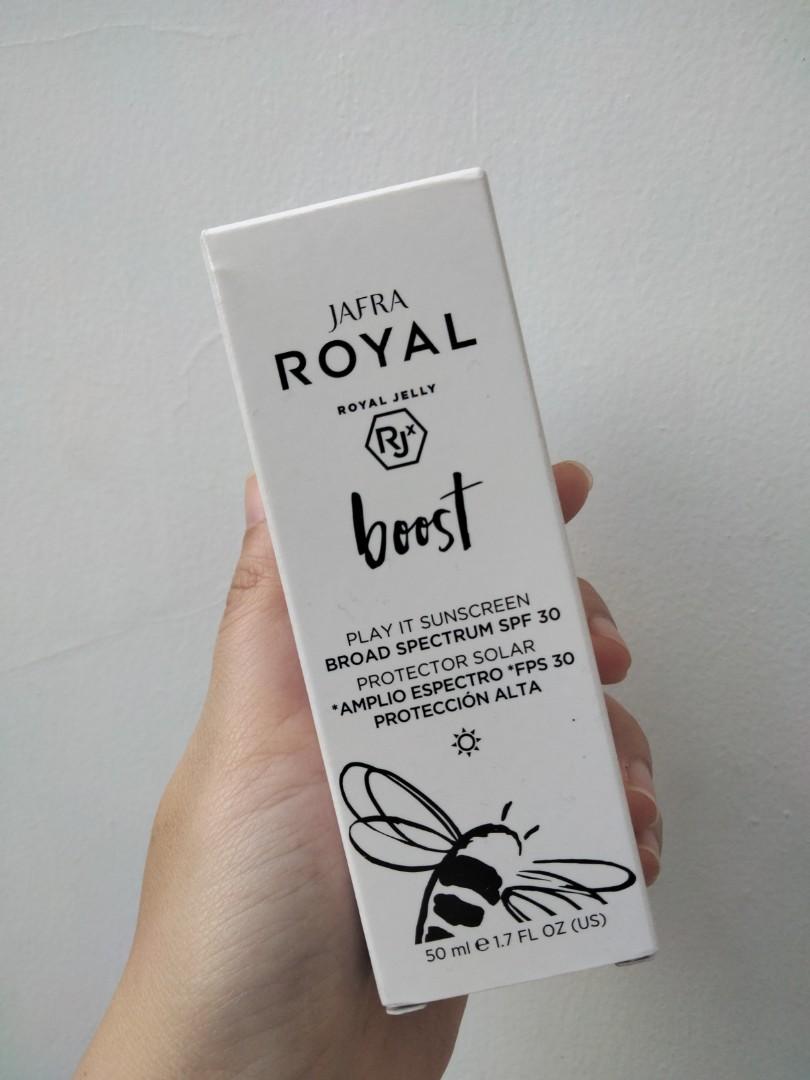 JAFRA
ROYAL
ROYAL JELLY
RJx
boost
PLAY IT SUNSCREEN
BROAD SPECTRUM SPF 30
PROTECTOR SOLAR
*AMPLIO ESPECTRO *FPS 30
PROTECCIÓN ALTA
50 ml ℮ 1.7 FL OZ (US)